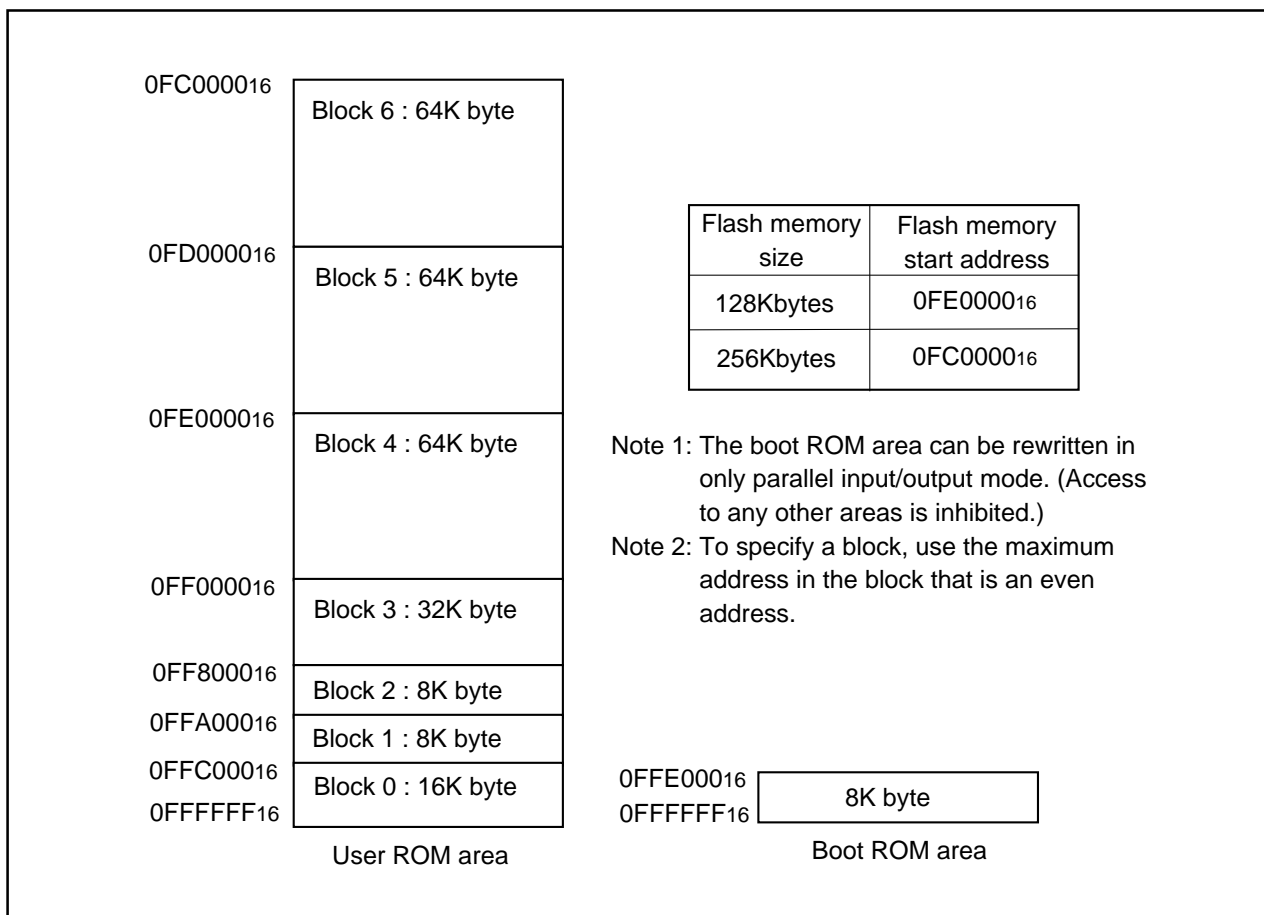 0FC000016
Block 6 : 64K byte
0FD000016
Block 5 : 64K byte
0FE000016
Block 4 : 64K byte
0FF000016
Block 3 : 32K byte
0FF800016
Block 2 : 8K byte
0FFA00016
Block 1 : 8K byte
0FFC00016
Block 0 : 16K byte
0FFFFFF16
User ROM area
Flash memory size
Flash memory start address
128Kbytes
0FE000016
256Kbytes
0FC000016
Note 1: The boot ROM area can be rewritten in
only parallel input/output mode. (Access
to any other areas is inhibited.)
Note 2: To specify a block, use the maximum
address in the block that is an even
address.
0FFE00016
0FFFFFF16
8K byte
Boot ROM area